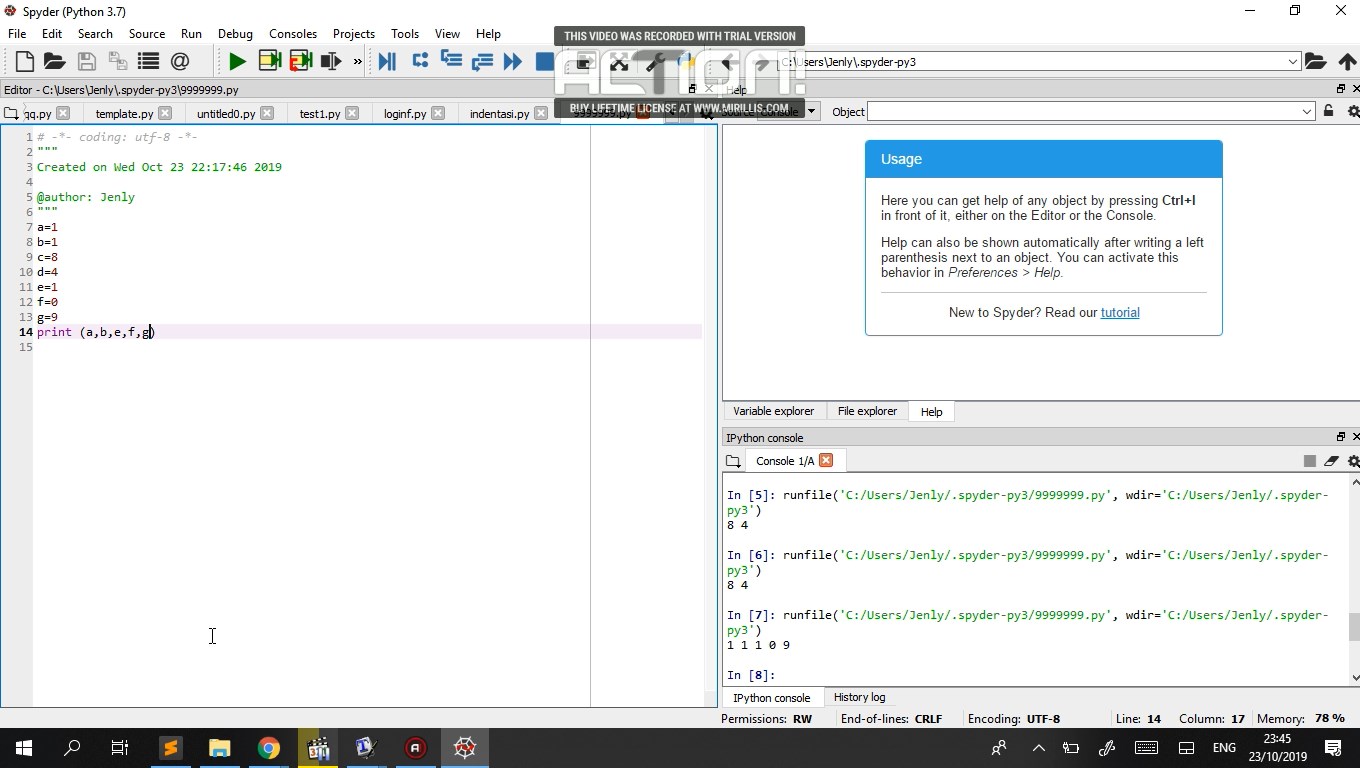 Spyder (Python 3.7)
File Edit Search Source Run Debug Consoles Projects Tools View Help
THIS VIDEO WAS RECORDED WITH TRIAL VERSION
ACTION!
BUY LIFETIME LICENSE AT WWW.MIRILLIS.COM
C:\Users\Jenly\.spyder-py3
Editor - C:\Users\Jenly\.spyder-py3\9999999.py
Help
qq.py template.py untitled0.py test1.py loginf.py indentasi.py 9999999.py
Source Console Object
1 # -*- coding: utf-8 -*-
2 """
3 Created on Wed Oct 23 22:17:46 2019
4
5 @author: Jenly
6 """
7 a=1
8 b=1
9 c=8
10 d=4
11 e=1
12 f=0
13 g=9
14 print (a,b,e,f,g)
15
Usage
Here you can get help of any object by pressing Ctrl+I
in front of it, either on the Editor or the Console.
Help can also be shown automatically after writing a left
parenthesis next to an object. You can activate this
behavior in Preferences > Help.
New to Spyder? Read our tutorial
Variable explorer File explorer Help
IPython console
Console 1/A
In [5]: runfile('C:/Users/Jenly/.spyder-py3/9999999.py', wdir='C:/Users/Jenly/.spyder-
py3')
8 4
In [6]: runfile('C:/Users/Jenly/.spyder-py3/9999999.py', wdir='C:/Users/Jenly/.spyder-
py3')
8 4
In [7]: runfile('C:/Users/Jenly/.spyder-py3/9999999.py', wdir='C:/Users/Jenly/.spyder-
py3')
1 1 1 0 9
In [8]:
IPython console History log
Permissions: RW End-of-lines: CRLF Encoding: UTF-8 Line: 14 Column: 17 Memory: 78 %
ENG
23:45
23/10/2019